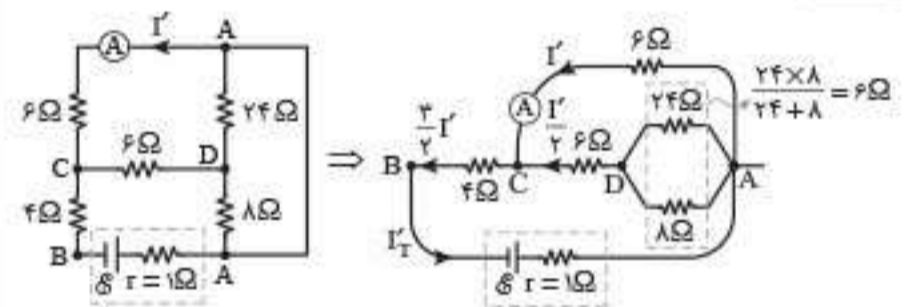 A I′ A
۶Ω ۲۴Ω
۶Ω
C D
۴Ω ۸Ω
B ℰ r = ۱Ω A
⇒
۶Ω
I′
A ۲۴Ω (۲۴×۸)/(۲۴+۸) = ۶Ω
(۳/۲)I′ I′/۲ ۶Ω
B ۴Ω C D A
۸Ω
I′T
ℰ r = ۱Ω